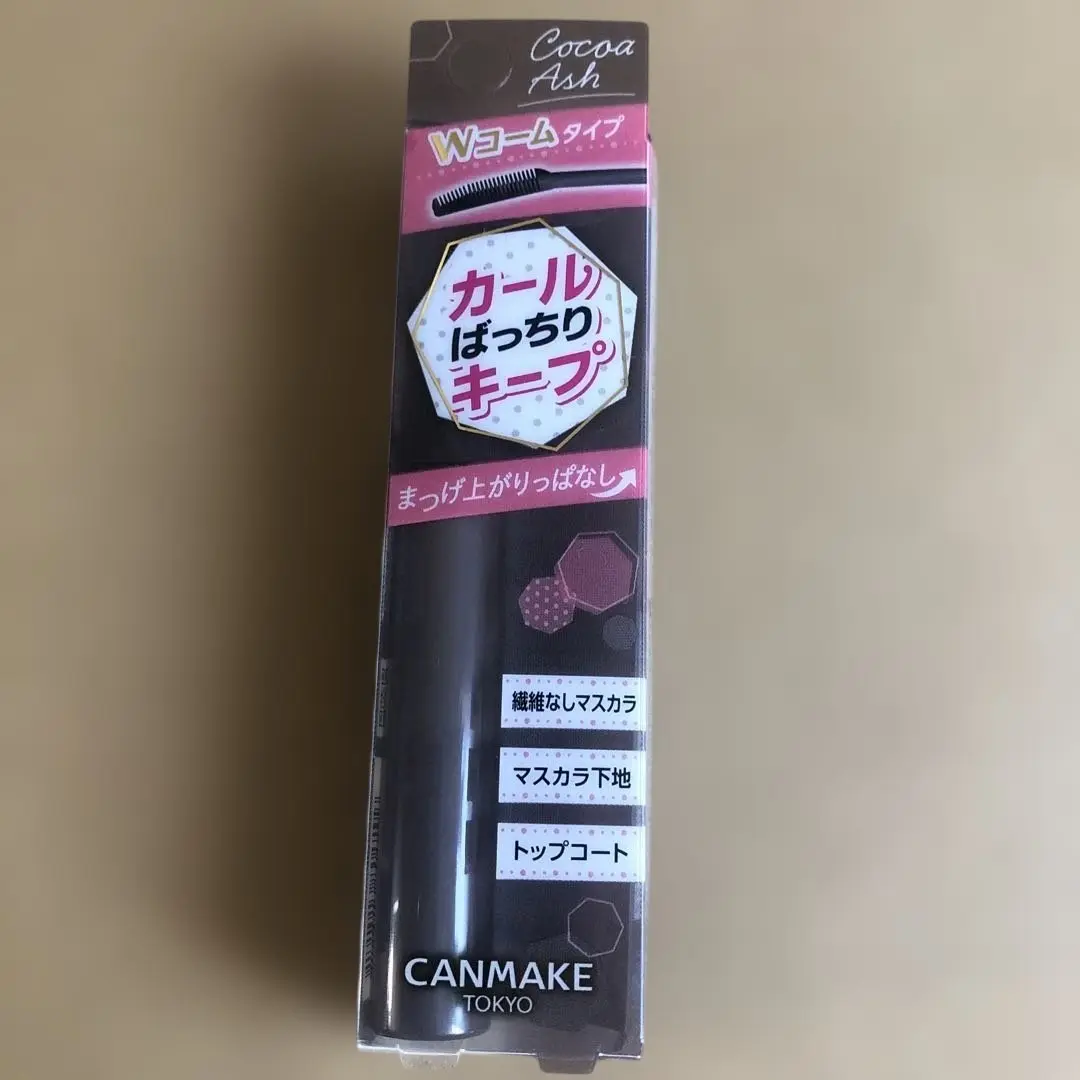 Cocoa
Ash
Wコームタイプ
カール
ばっちり
キープ
まつげ上がりっぱなし
繊維なしマスカラ
マスカラ下地
トップコート
CANMAKE
TOKYO